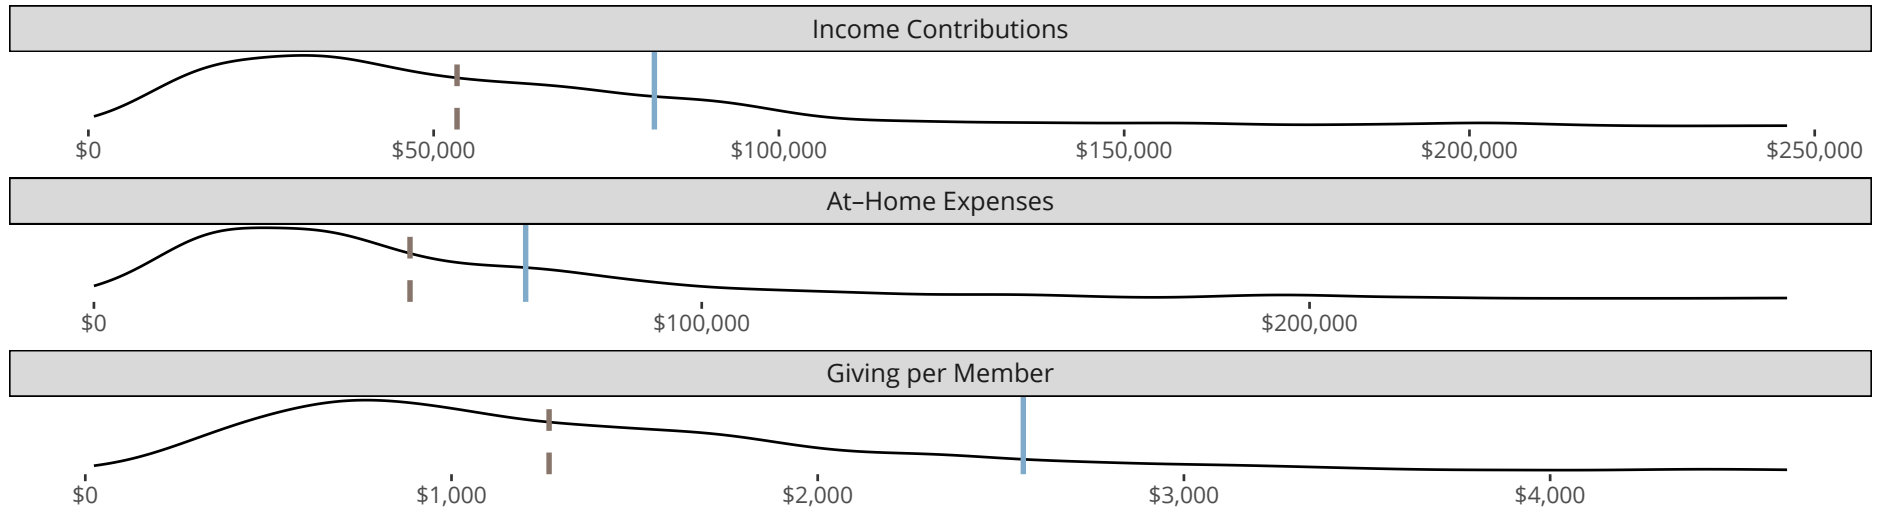 Income Contributions
$0 $50,000 $100,000 $150,000 $200,000 $250,000
At–Home Expenses
$0 $100,000 $200,000
Giving per Member
$0 $1,000 $2,000 $3,000 $4,000